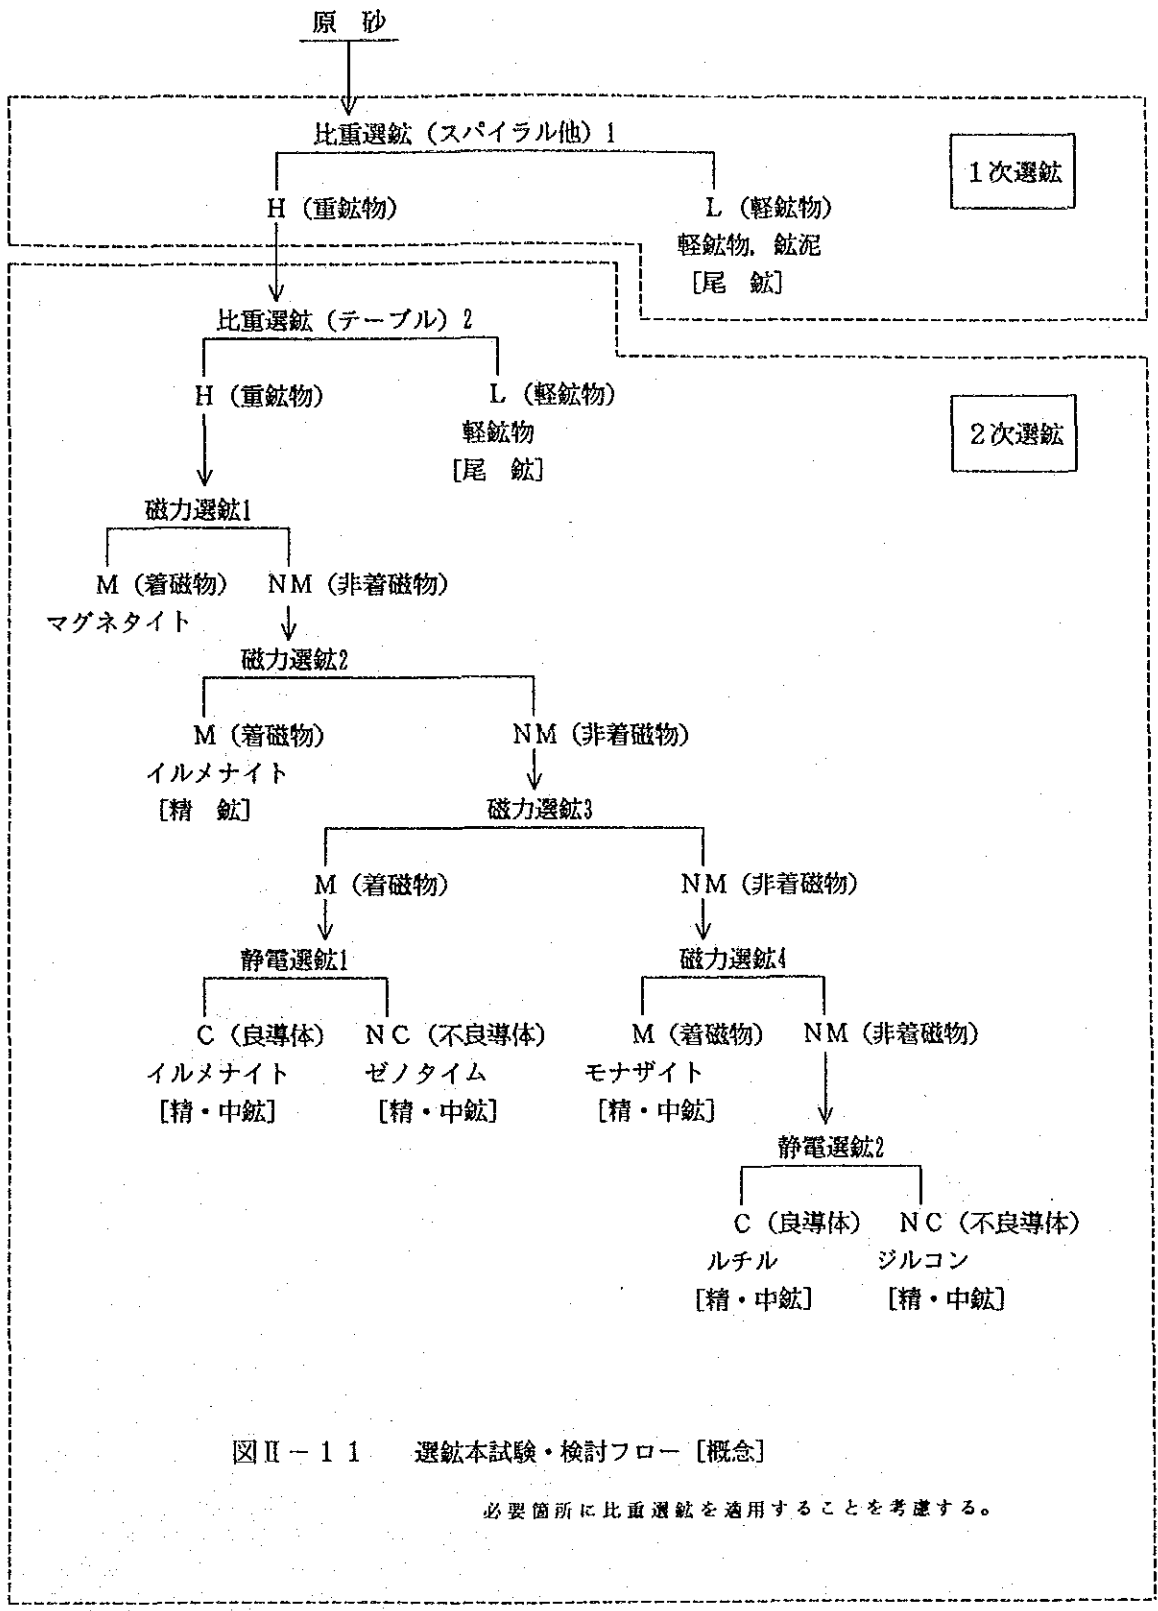 原 砂
比重選鉱（スパイラル他）1
1次選鉱
H（重鉱物）
L（軽鉱物）
軽鉱物，鉱泥
[尾 鉱]
比重選鉱（テーブル）2
H（重鉱物）
L（軽鉱物）
2次選鉱
軽鉱物
[尾 鉱]
磁力選鉱1
M（着磁物） NM（非着磁物）
マグネタイト
磁力選鉱2
M（着磁物） NM（非着磁物）
イルメナイト
[精 鉱]
磁力選鉱3
M（着磁物） NM（非着磁物）
静電選鉱1 磁力選鉱4
C（良導体） NC（不良導体） M（着磁物） NM（非着磁物）
イルメナイト ゼノタイム モナザイト
[精・中鉱] [精・中鉱] [精・中鉱]
静電選鉱2
C（良導体） NC（不良導体）
ルチル ジルコン
[精・中鉱] [精・中鉱]
図Ⅱ－11 選鉱本試験・検討フロー［概念］
必要箇所に比重選鉱を適用することを考慮する。